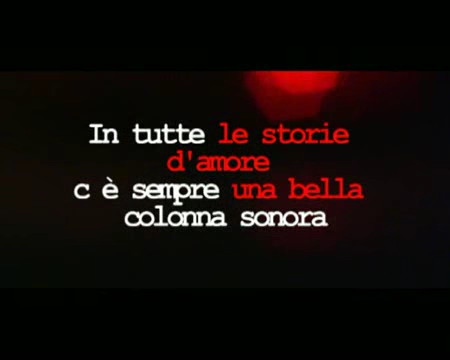 In tutte le storie
d'amore
c è sempre una bella
colonna sonora